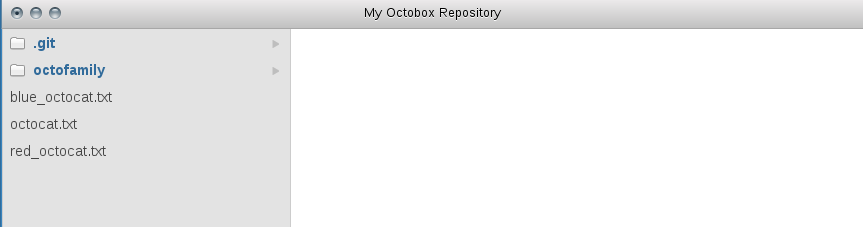 My Octobox Repository
.git
octofamily
blue_octocat.txt
octocat.txt
red_octocat.txt